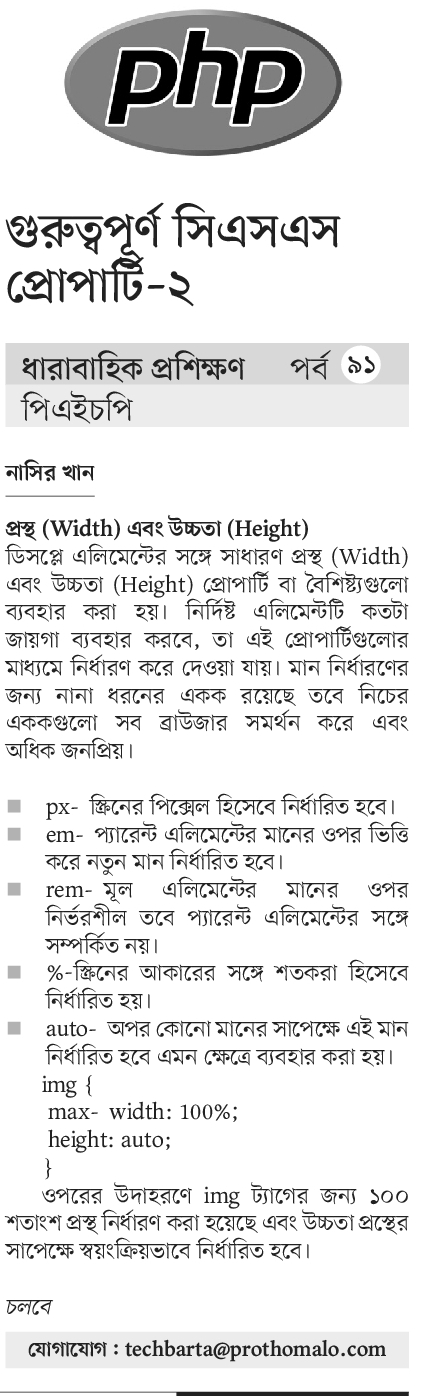 php
গুরুত্বপূর্ণ সিএসএস
প্রোপার্টি-২
ধারাবাহিক প্রশিক্ষণ পর্ব ৯১
পিএইচপি
নাসির খান
প্রস্থ (Width) এবং উচ্চতা (Height)
ডিসপ্লে এলিমেন্টের সঙ্গে সাধারণ প্রস্থ (Width)
এবং উচ্চতা (Height) প্রোপার্টি বা বৈশিষ্ট্যগুলো
ব্যবহার করা হয়। নির্দিষ্ট এলিমেন্টটি কতটা
জায়গা ব্যবহার করবে, তা এই প্রোপার্টিগুলোর
মাধ্যমে নির্ধারণ করে দেওয়া যায়। মান নির্ধারণের
জন্য নানা ধরনের একক রয়েছে তবে নিচের
এককগুলো সব ব্রাউজার সমর্থন করে এবং
অধিক জনপ্রিয়।
■ px- স্ক্রিনের পিক্সেল হিসেবে নির্ধারিত হবে।
■ em- প্যারেন্ট এলিমেন্টের মানের ওপর ভিত্তি
করে নতুন মান নির্ধারিত হবে।
■ rem- মূল এলিমেন্টের মানের ওপর
নির্ভরশীল তবে প্যারেন্ট এলিমেন্টের সঙ্গে
সম্পর্কিত নয়।
■ %-স্ক্রিনের আকারের সঙ্গে শতকরা হিসেবে
নির্ধারিত হয়।
■ auto- অপর কোনো মানের সাপেক্ষে এই মান
নির্ধারিত হবে এমন ক্ষেত্রে ব্যবহার করা হয়।
img {
max- width: 100%;
height: auto;
}
ওপরের উদাহরণে img ট্যাগের জন্য ১০০
শতাংশ প্রস্থ নির্ধারণ করা হয়েছে এবং উচ্চতা প্রস্থের
সাপেক্ষে স্বয়ংক্রিয়ভাবে নির্ধারিত হবে।
চলবে
যোগাযোগ : techbarta@prothomalo.com